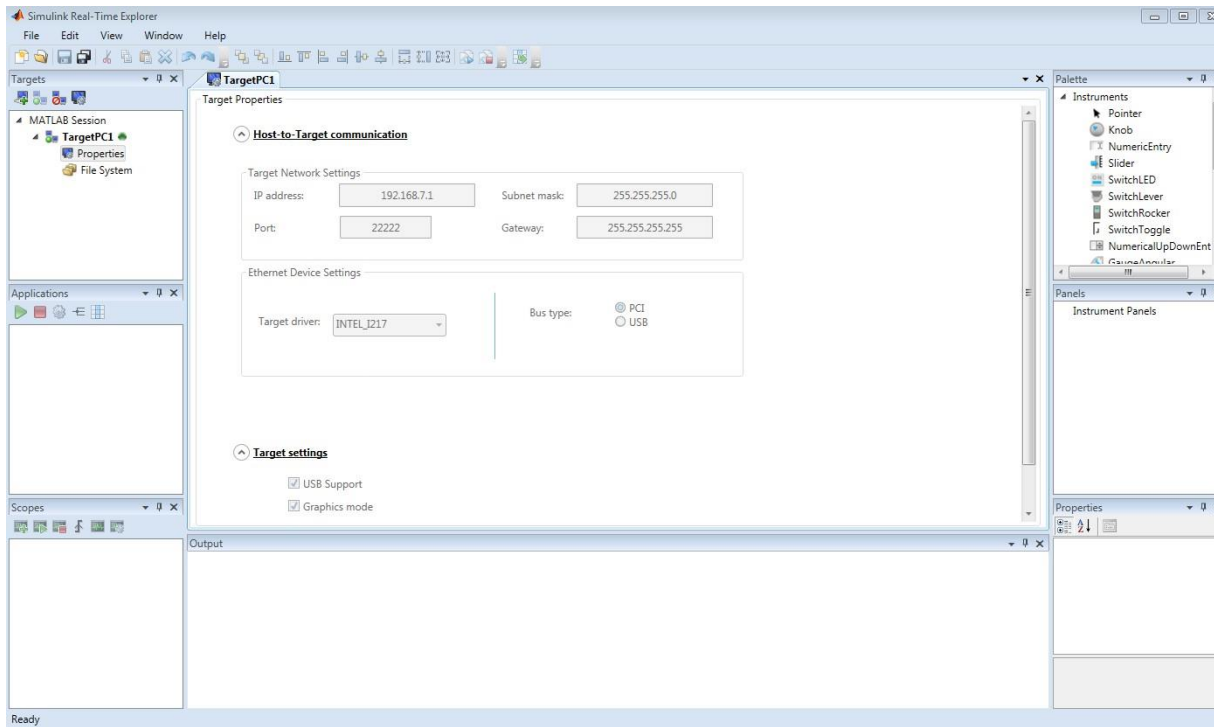 Simulink Real-Time Explorer
File Edit View Window Help
Targets
MATLAB Session
TargetPC1
Properties
File System
Applications
Scopes
TargetPC1
Target Properties
Host-to-Target communication
Target Network Settings
IP address: 192.168.7.1 Subnet mask: 255.255.255.0
Port: 22222 Gateway: 255.255.255.255
Ethernet Device Settings
Target driver: INTEL_I217 Bus type: PCI
USB
Target settings
USB Support
Graphics mode
Output
Palette
Instruments
Pointer
Knob
NumericEntry
Slider
SwitchLED
SwitchLever
SwitchRocker
SwitchToggle
NumericalUpDownEnt
GaugeAngular
Panels
Instrument Panels
Properties
Ready